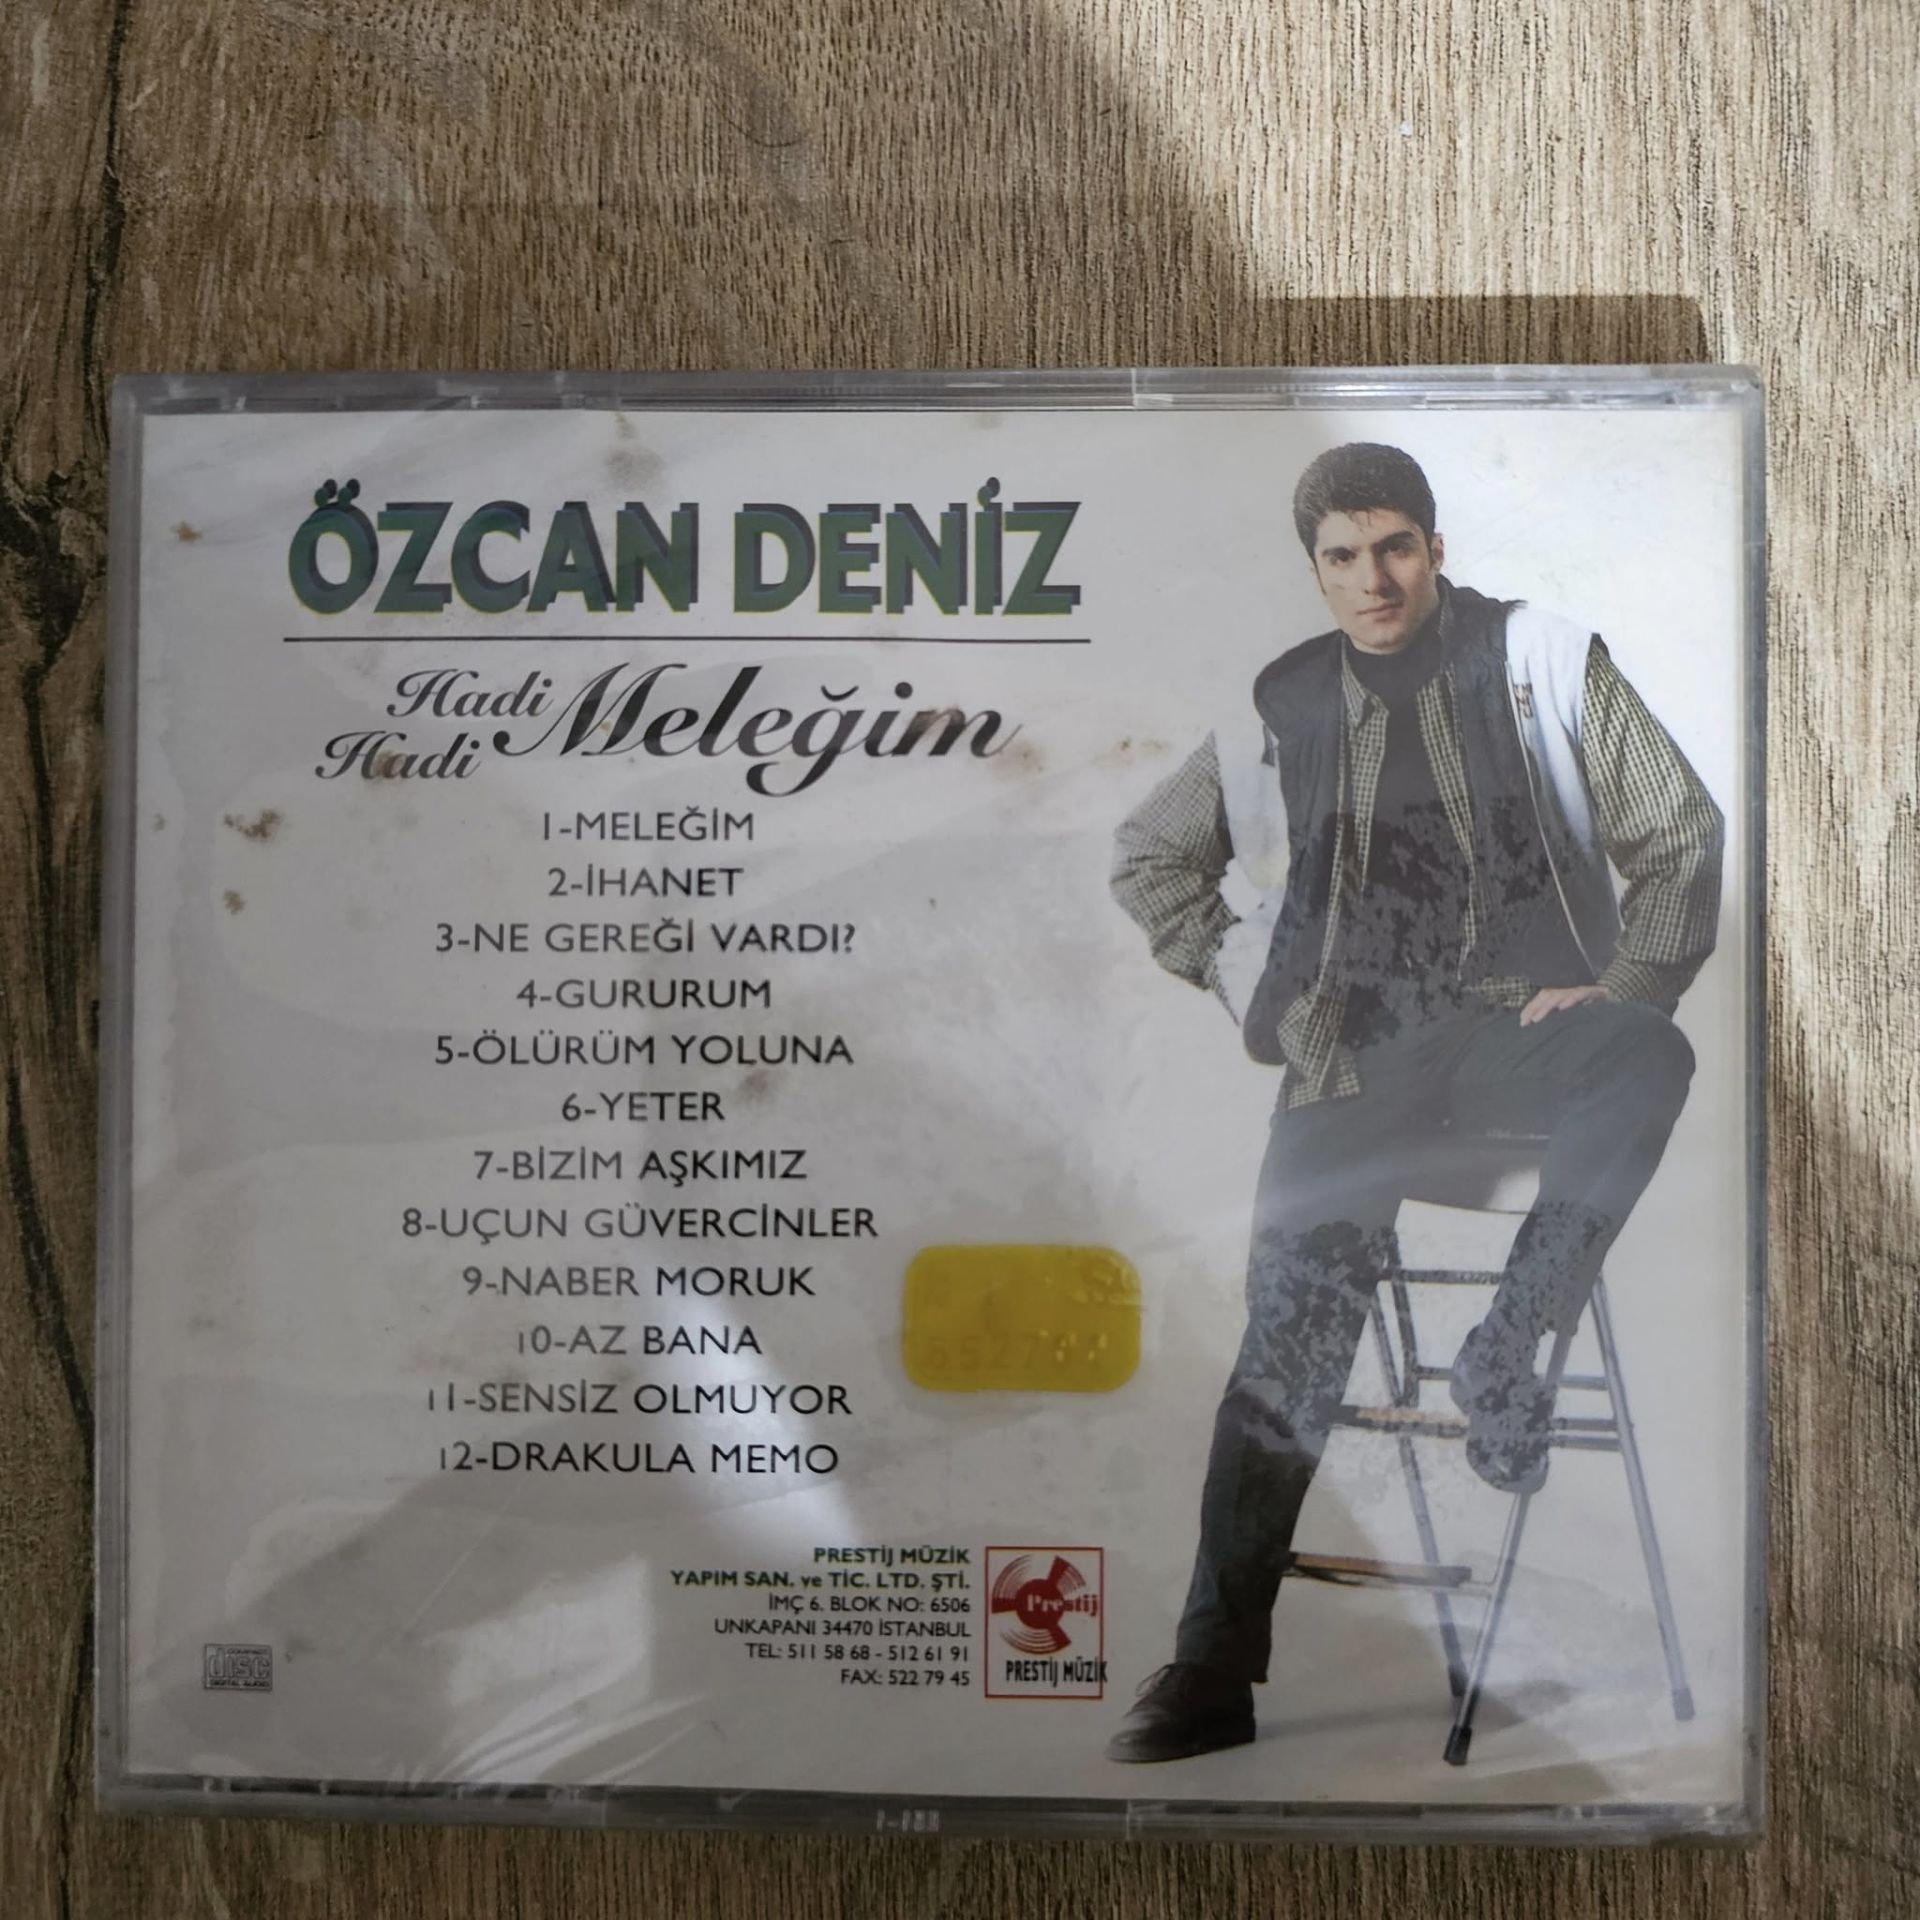 ÖZCAN DENİZ
Hadi Meleğim
Hadi
1-MELEĞİM
2-İHANET
3-NE GEREĞİ VARDI?
4-GURURUM
5-ÖLÜRÜM YOLUNA
6-YETER
7-BİZİM AŞKIMIZ
8-UÇUN GÜVERCİNLER
9-NABER MORUK
10-AZ BANA
11-SENSİZ OLMUYOR
12-DRAKULA MEMO
PRESTİJ MÜZİK
YAPIM SAN. ve TİC. LTD. ŞTİ.
İMÇ 6. BLOK NO: 6506
UNKAPANI 34470 İSTANBUL
TEL: 511 58 68 - 512 61 91
FAX: 522 79 45
Prestij
PRESTİJ MÜZİK
COMPACT
disc
DIGITAL AUDIO